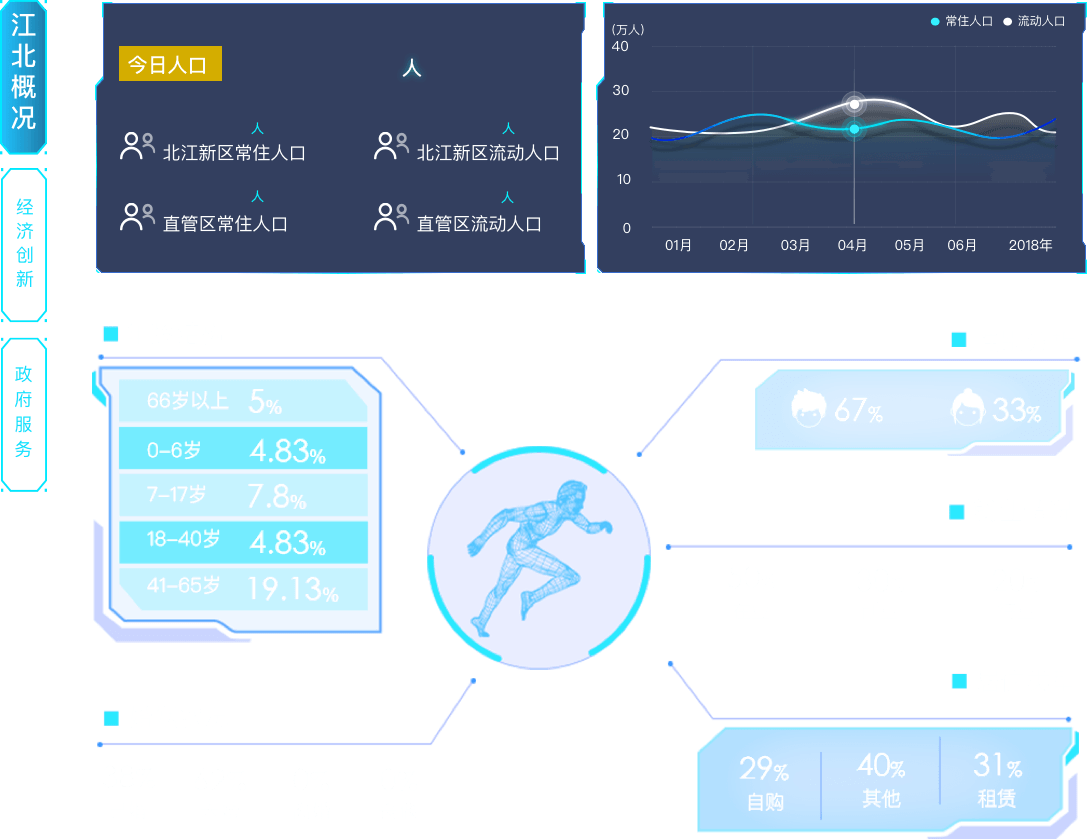 江北概况
经济创新
政府服务
今日人口
人
人
北江新区常住人口
人
北江新区流动人口
人
直管区常住人口
人
直管区流动人口
常住人口
流动人口
(万人)
40
30
20
10
0
01月
02月
03月
04月
05月
06月
2018年
66岁以上 5%
0–6岁 4.83%
7–17岁 7.8%
18–40岁 4.83%
41–65岁 19.13%
67%
33%
29%
自购
40%
其他
31%
租赁